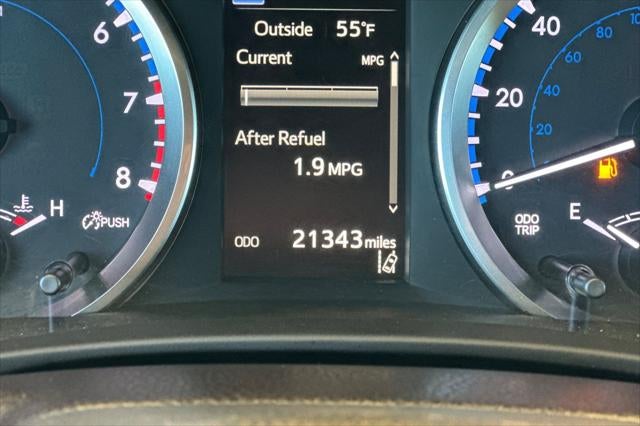 Outside 55°F
Current MPG
After Refuel
1.9 MPG
ODO 21343 miles
6
7
8
H
PUSH
40
20
0
80
60
40
20
ODO
TRIP
E